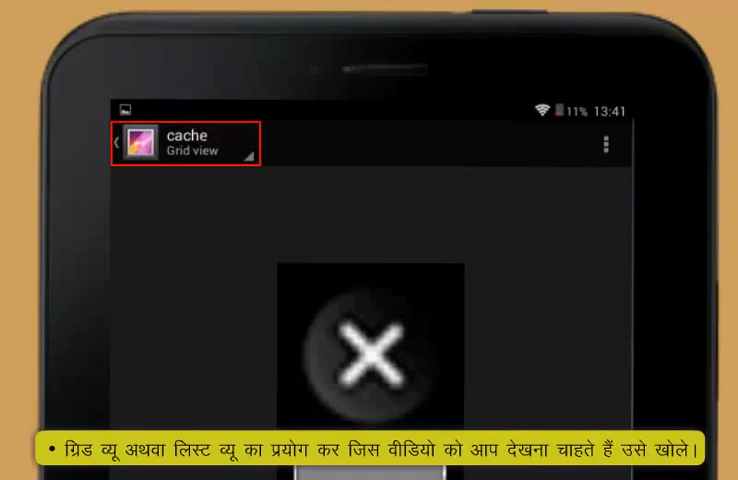 11% 13:41
cache
Grid view
• ग्रिड व्यू अथवा लिस्ट व्यू का प्रयोग कर जिस वीडियो को आप देखना चाहते हैं उसे खोले।